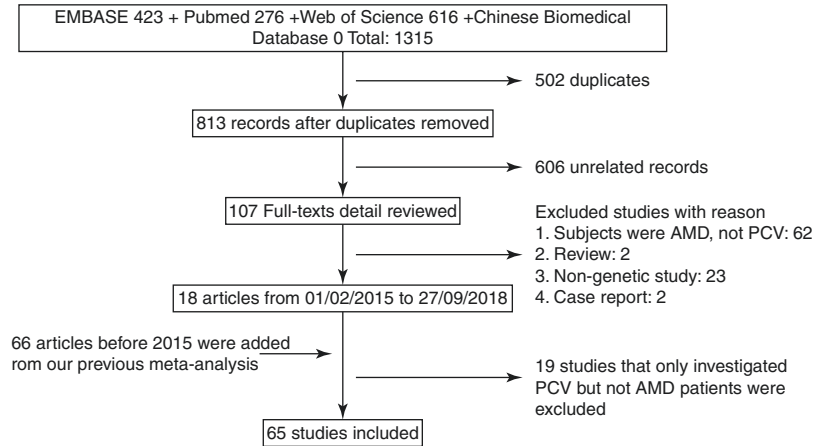 EMBASE 423 + Pubmed 276 +Web of Science 616 +Chinese Biomedical
Database 0 Total: 1315
502 duplicates
813 records after duplicates removed
606 unrelated records
107 Full-texts detail reviewed
Excluded studies with reason
1. Subjects were AMD, not PCV: 62
2. Review: 2
3. Non-genetic study: 23
4. Case report: 2
18 articles from 01/02/2015 to 27/09/2018
66 articles before 2015 were added
rom our previous meta-analysis
19 studies that only investigated
PCV but not AMD patients were
excluded
65 studies included